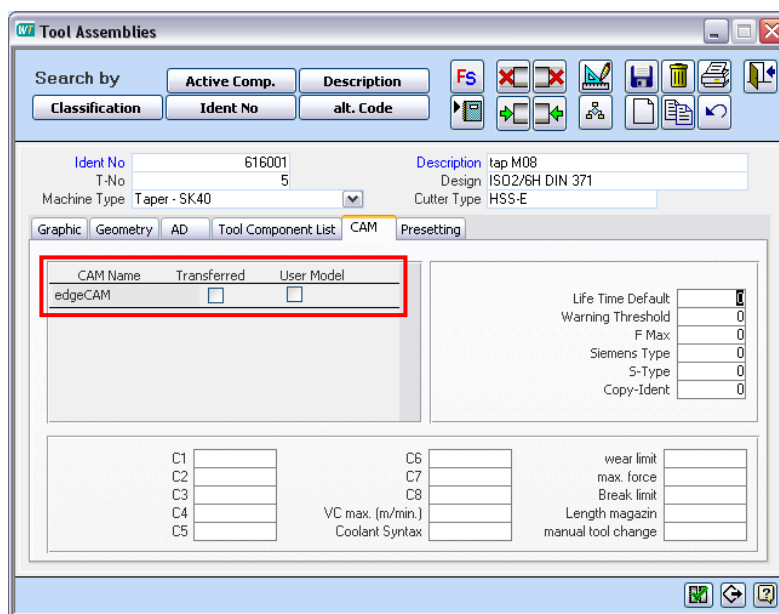 WT Tool Assemblies
Search by Active Comp. Description FS
Classification Ident No alt. Code
Ident No 616001 Description tap M08
T-No 5 Design ISO2/6H DIN 371
Machine Type Taper - SK40 Cutter Type HSS-E
Graphic Geometry AD Tool Component List CAM Presetting
CAM Name Transferred User Model
edgeCAM
Life Time Default 0
Warning Threshold 0
F Max 0
Siemens Type 0
S-Type 0
Copy-Ident 0
C1 C6 wear limit
C2 C7 max. force
C3 C8 Break limit
C4 VC max. (m/min.) Length magazin
C5 Coolant Syntax manual tool change